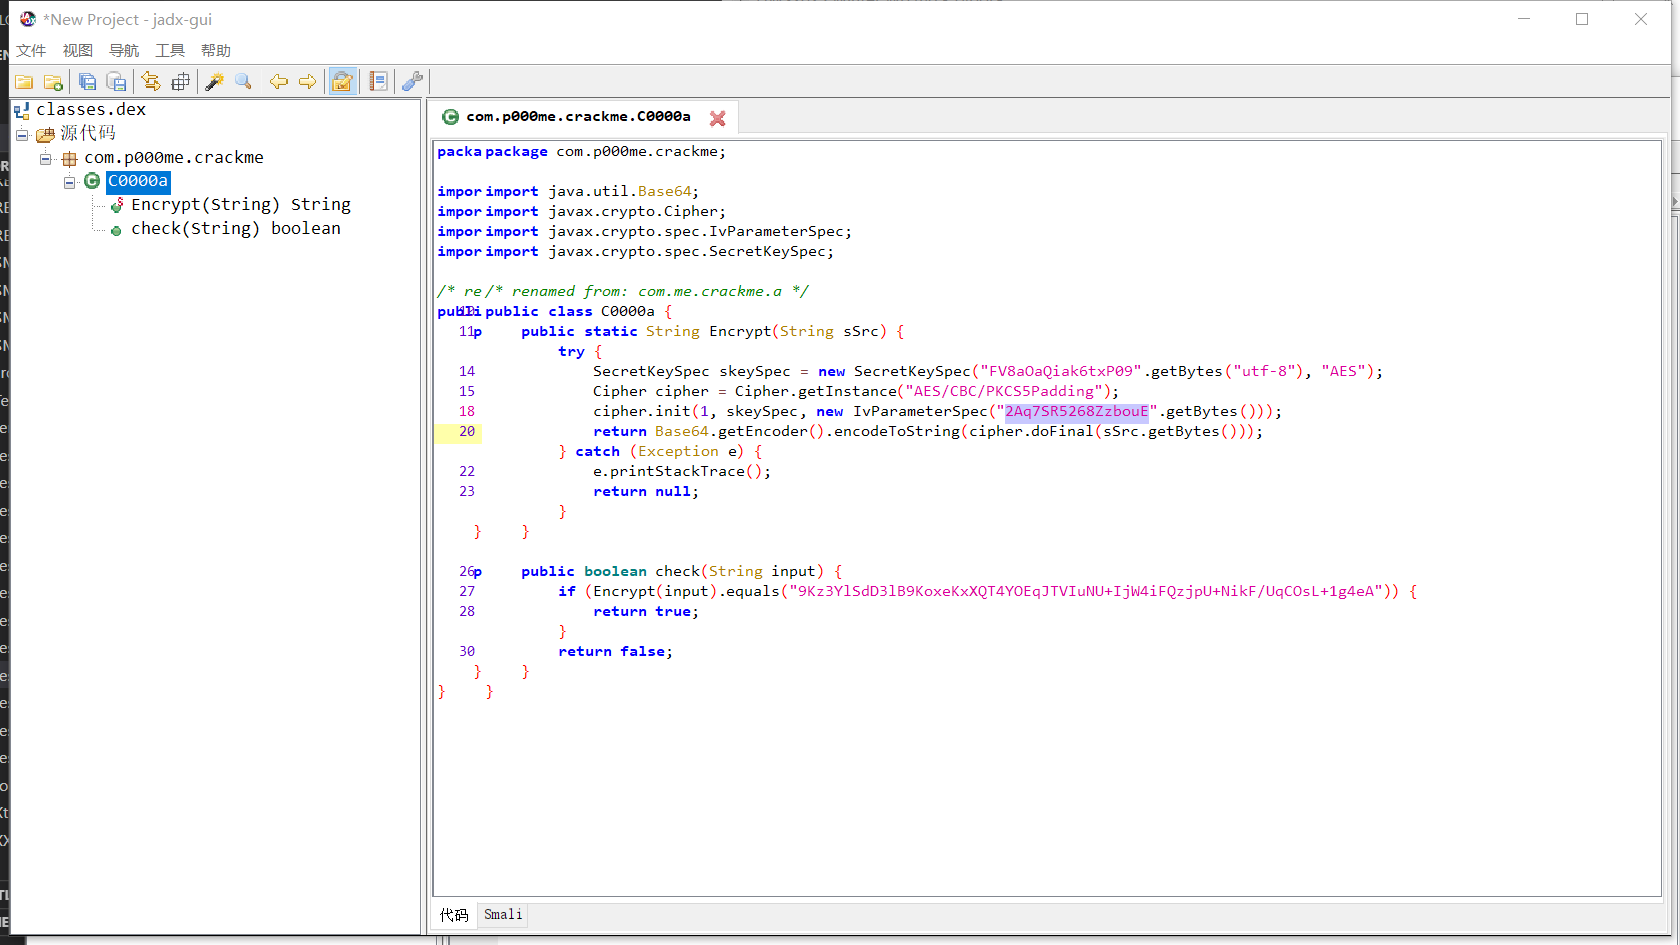 *New Project - jadx-gui
文件 视图 导航 工具 帮助
classes.dex
源代码
com.p000me.crackme
C0000a
Encrypt(String) String
check(String) boolean
com.p000me.crackme.C0000a
packa package com.p000me.crackme;
impor import java.util.Base64;
impor import javax.crypto.Cipher;
impor import javax.crypto.spec.IvParameterSpec;
impor import javax.crypto.spec.SecretKeySpec;
/* re /* renamed from: com.me.crackme.a */
publi public class C0000a {
11p public static String Encrypt(String sSrc) {
try {
14 SecretKeySpec skeySpec = new SecretKeySpec("FV8aOaQiak6txP09".getBytes("utf-8"), "AES");
15 Cipher cipher = Cipher.getInstance("AES/CBC/PKCS5Padding");
18 cipher.init(1, skeySpec, new IvParameterSpec("2Aq7SR5268ZzbouE".getBytes()));
20 return Base64.getEncoder().encodeToString(cipher.doFinal(sSrc.getBytes()));
} catch (Exception e) {
22 e.printStackTrace();
23 return null;
}
} }
26p public boolean check(String input) {
27 if (Encrypt(input).equals("9Kz3YlSdD3lB9KoxeKxXQT4YOEqJTVIuNU+IjW4iFQzjpU+NikF/UqCOsL+1g4eA")) {
28 return true;
}
30 return false;
} }
} }
代码 Smali